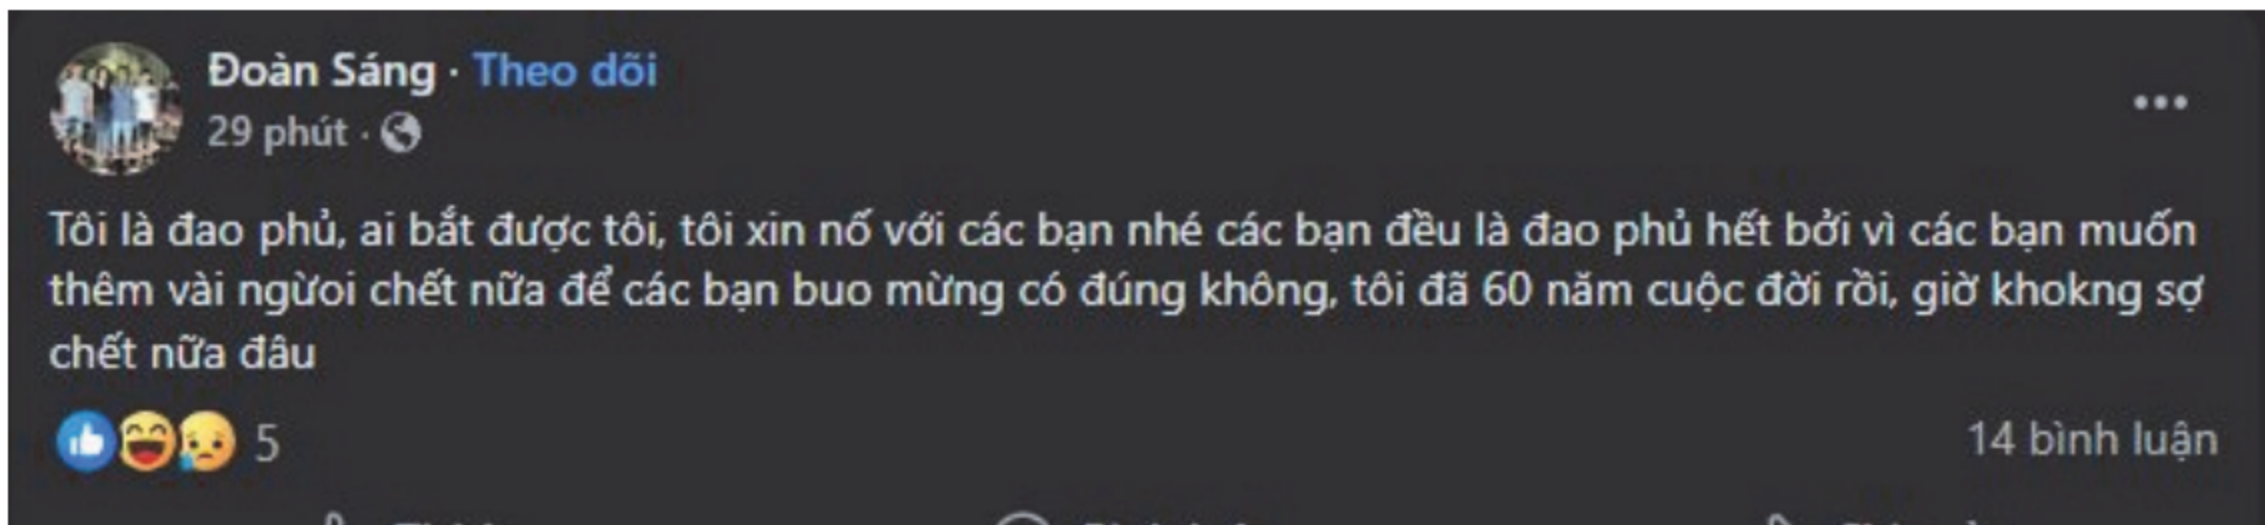 Đoàn Sáng · Theo dõi
29 phút ·
Tôi là đao phủ, ai bắt được tôi, tôi xin nố với các bạn nhé các bạn đều là đao phủ hết bởi vì các bạn muốn
thêm vài ngừoi chết nữa để các bạn buo mừng có đúng không, tôi đã 60 năm cuộc đời rồi, giờ khokng sợ
chết nữa đâu
5
14 bình luận